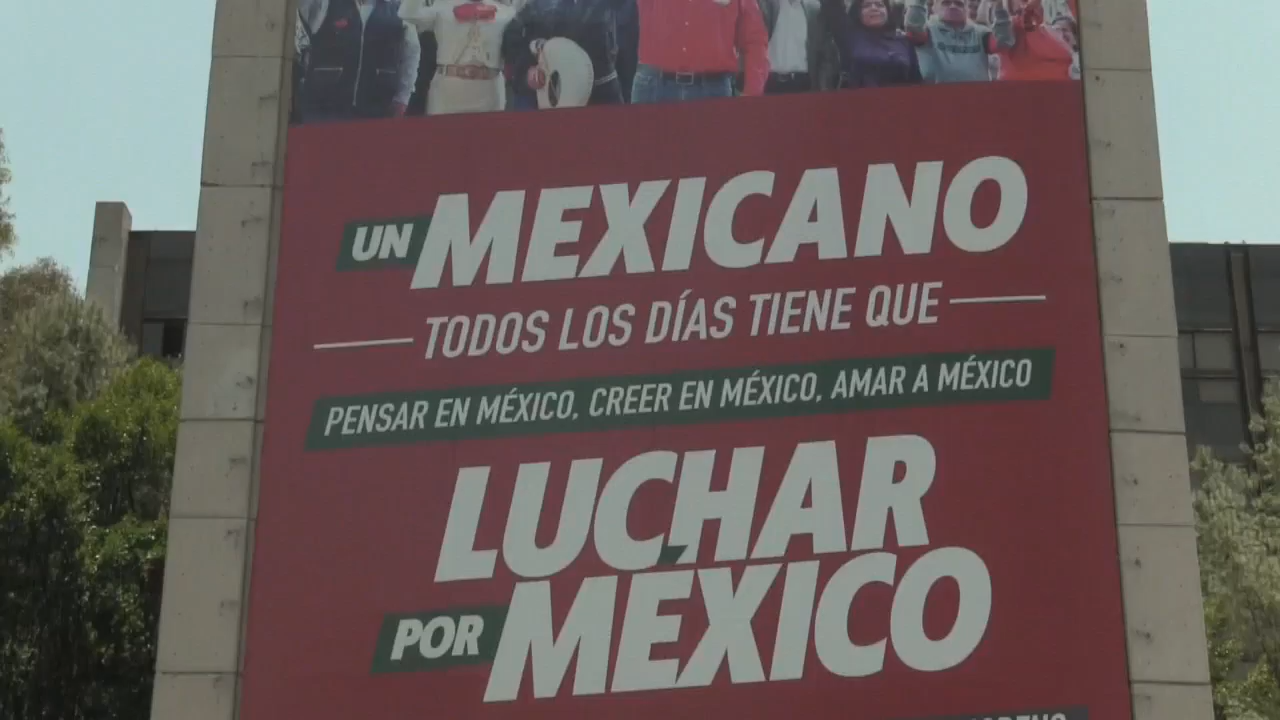 UN MEXICANO
TODOS LOS DÍAS TIENE QUE
PENSAR EN MÉXICO, CREER EN MÉXICO, AMAR A MÉXICO
LUCHAR
POR MÉXICO